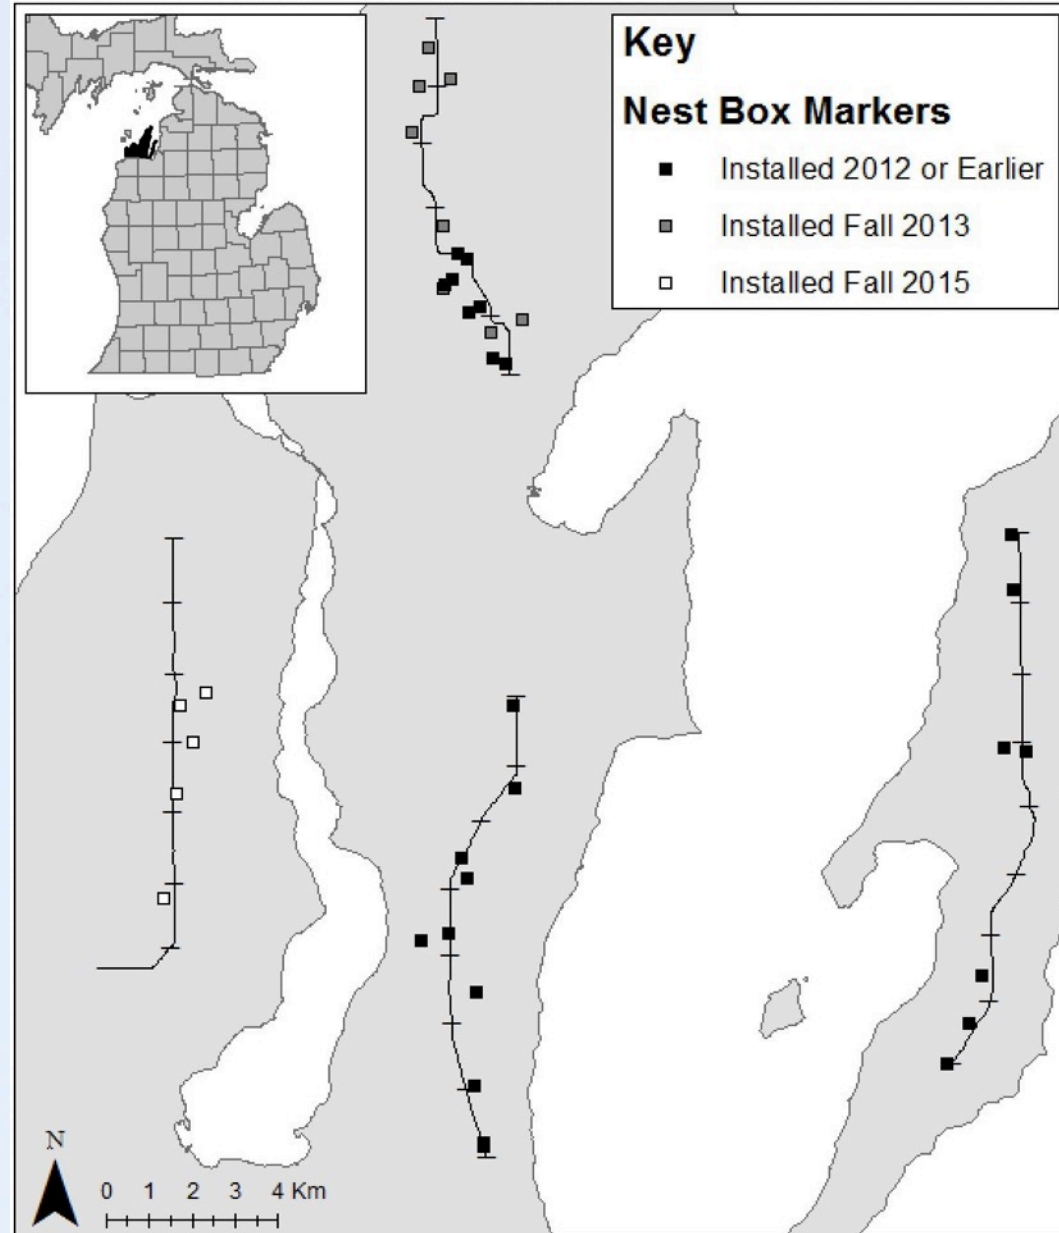 Key
Nest Box Markers
Installed 2012 or Earlier
Installed Fall 2013
Installed Fall 2015
N
0 1 2 3 4 Km